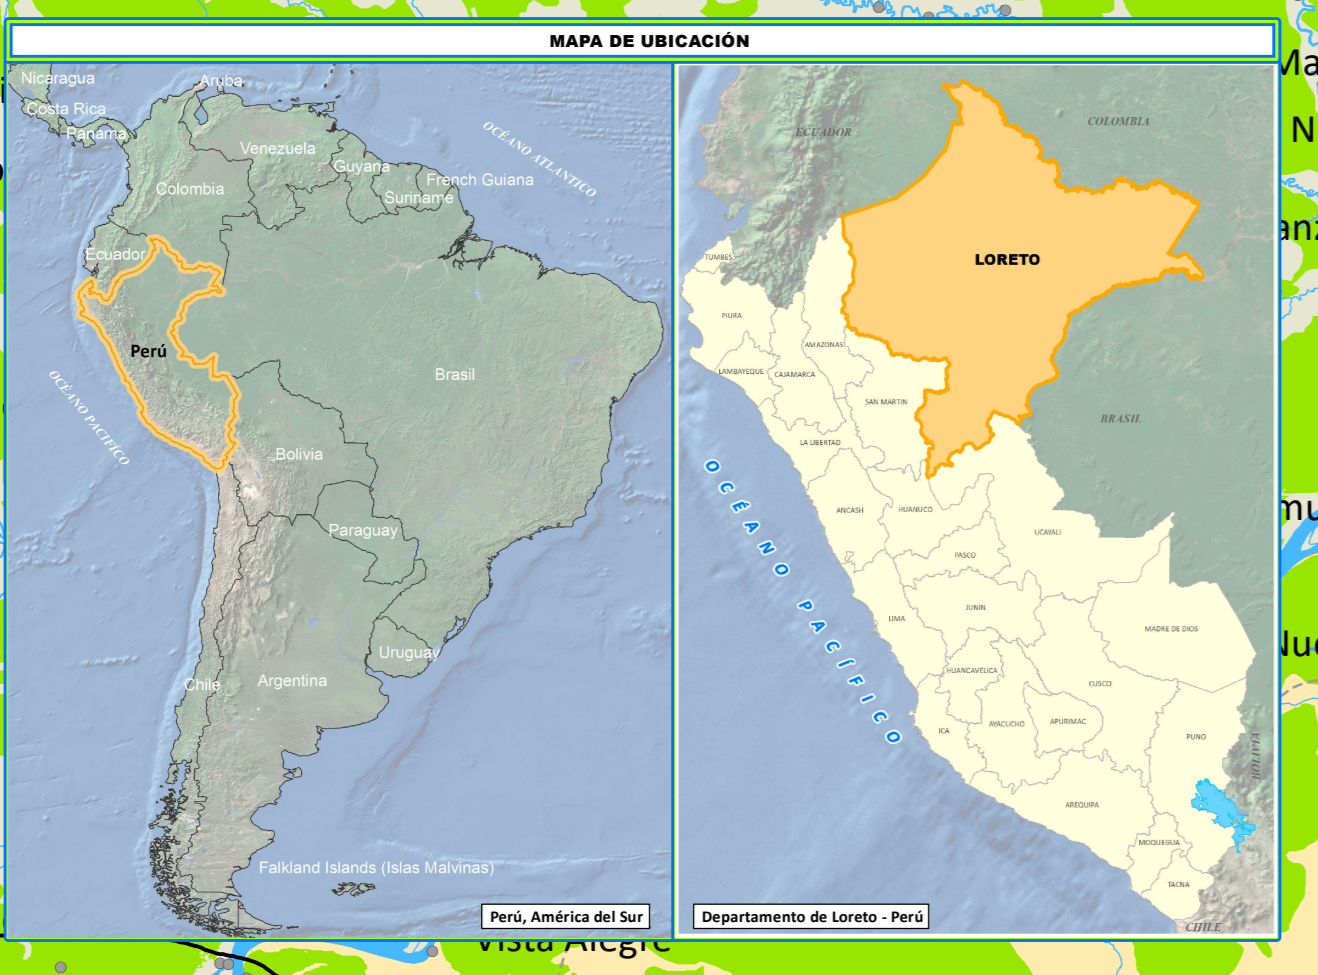 MAPA DE UBICACIÓN
Nicaragua
Aruba
Costa Rica
Panama
Venezuela
OCÉANO ATLANTICO
Guyana
French Guiana
Suriname
Colombia
Ecuador
Perú
Brasil
OCÉANO PACIFÍCO
Bolivia
Paraguay
Uruguay
Chile
Argentina
Falkland Islands (Islas Malvinas)
Perú, América del Sur
ECUADOR
COLOMBIA
LORETO
TUMBES
PIURA
AMAZONAS
LAMBAYEQUE
CAJAMARCA
SAN MARTIN
BRASIL
LA LIBERTAD
OCÉANO PACÍFICO
ANCASH
HUANUCO
UCAYALI
PASCO
JUNIN
LIMA
MADRE DE DIOS
HUANCAVELICA
CUSCO
AYACUCHO
APURIMAC
ICA
PUNO
BOLIVIA
AREQUIPA
MOQUEGUA
TACNA
CHILE
Departamento de Loreto - Perú
Vista Alegre